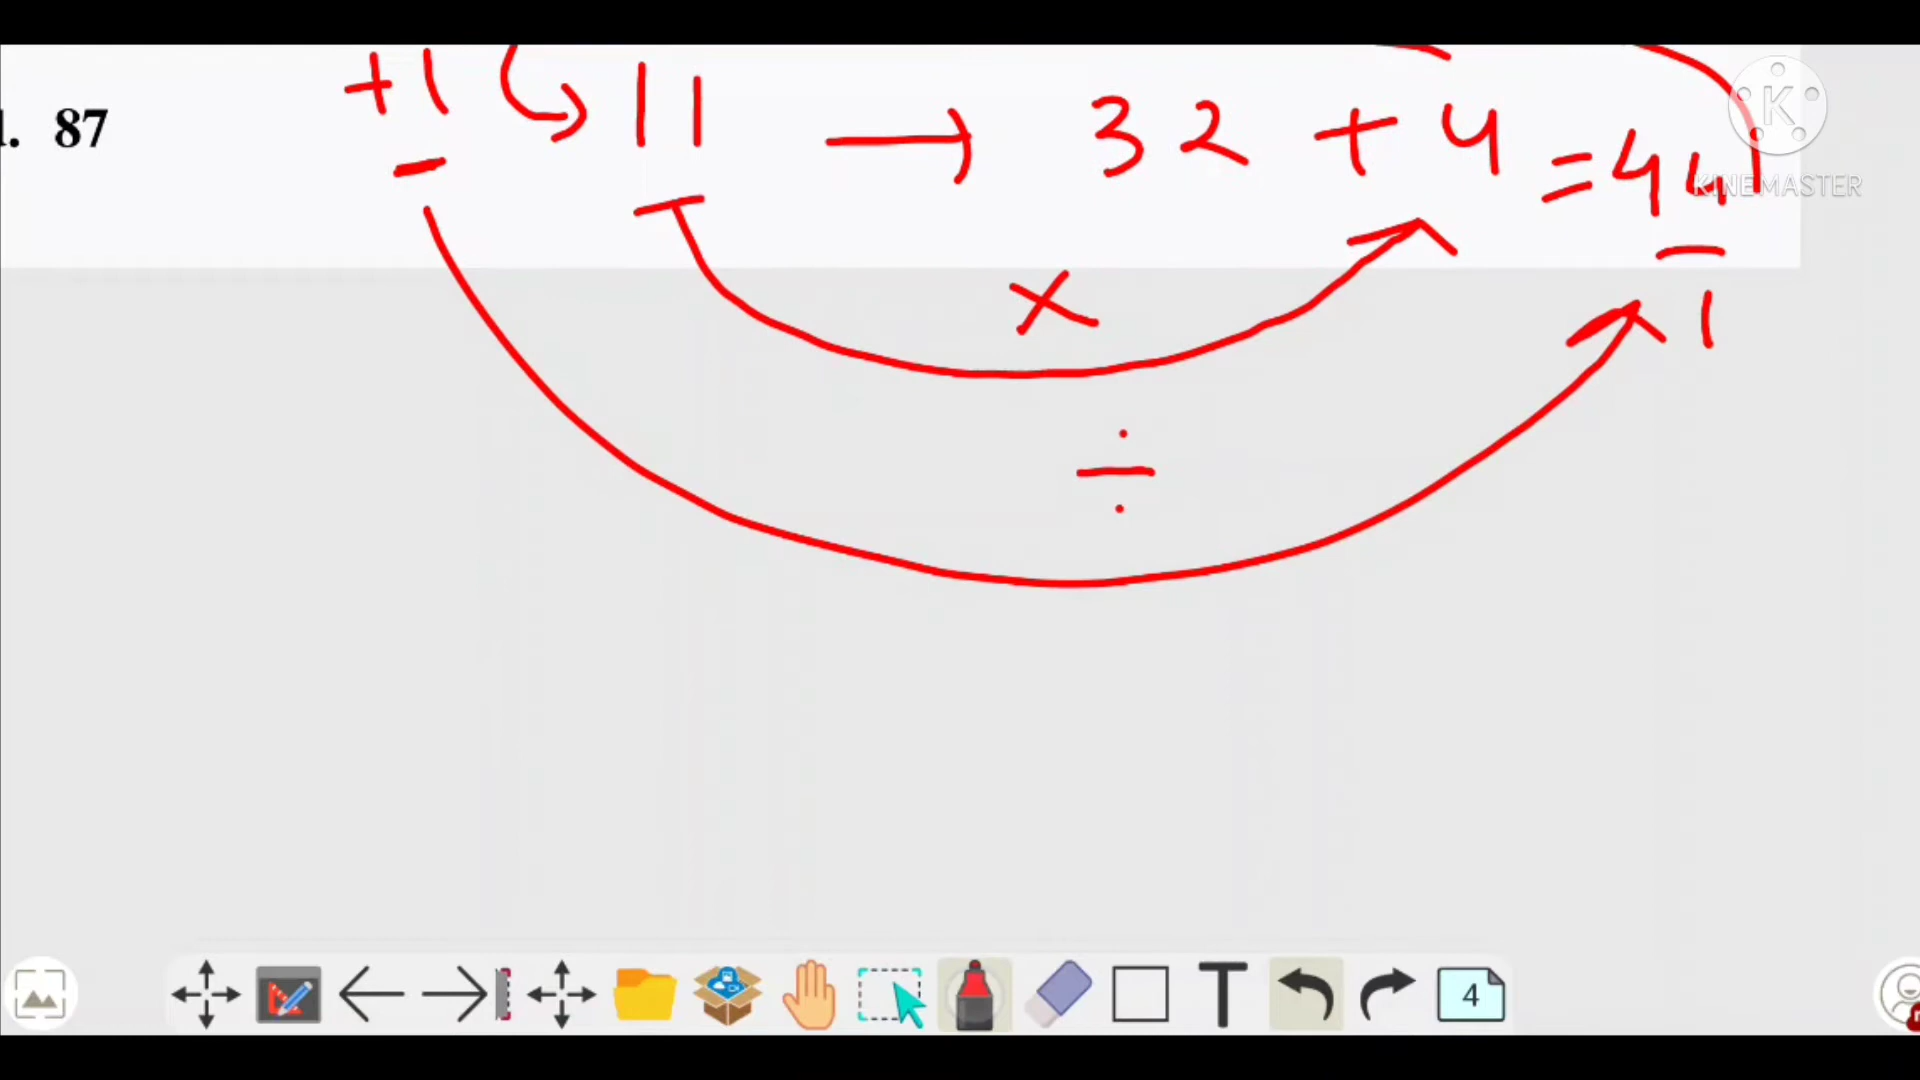 +1 11 → 32 + 4 = 44
. 87
KINEMASTER
×
1
÷
T
4